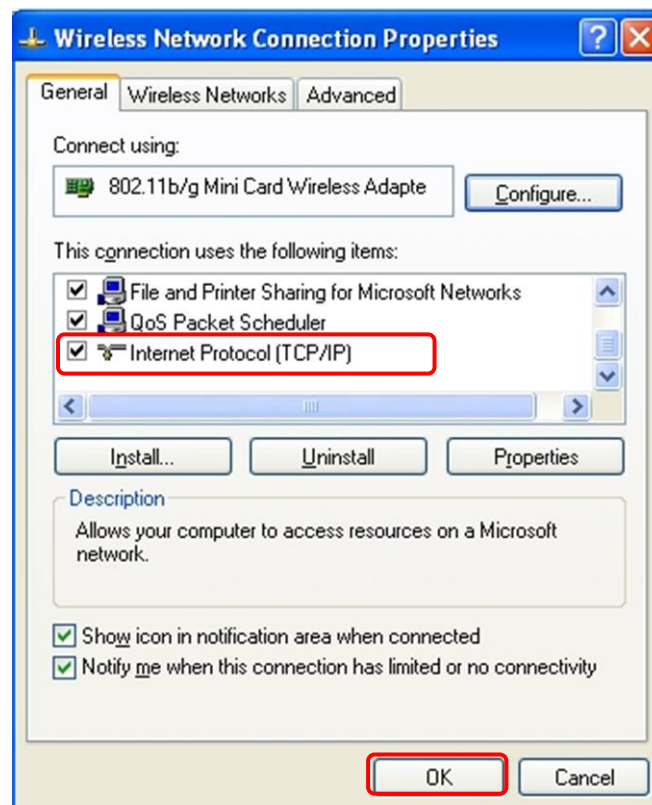 Wireless Network Connection Properties
General Wireless Networks Advanced
Connect using:
802.11b/g Mini Card Wireless Adapte Configure...
This connection uses the following items:
File and Printer Sharing for Microsoft Networks
QoS Packet Scheduler
Internet Protocol (TCP/IP)
Install... Uninstall Properties
Description
Allows your computer to access resources on a Microsoft
network.
Show icon in notification area when connected
Notify me when this connection has limited or no connectivity
OK Cancel